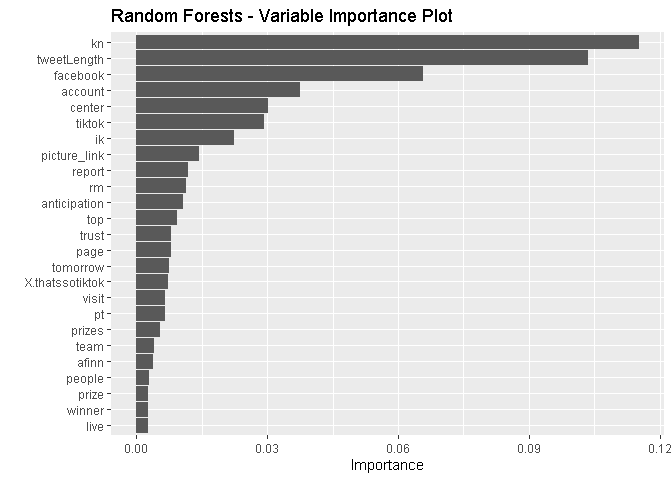 Random Forests - Variable Importance Plot
kn
tweetLength
facebook
account
center
tiktok
ik
picture_link
report
rm
anticipation
top
trust
page
tomorrow
X.thatssotiktok
visit
pt
prizes
team
afinn
people
prize
winner
live
0.00 0.03 0.06 0.09 0.12
Importance